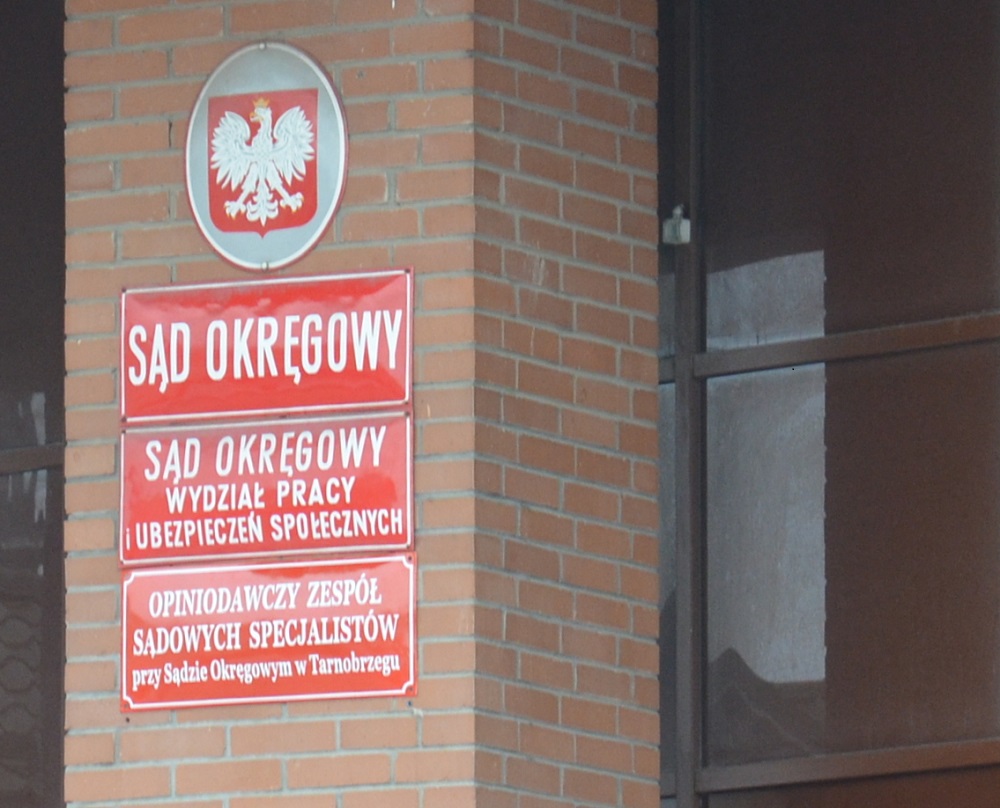 SĄD OKRĘGOWY
SĄD OKRĘGOWY
WYDZIAŁ PRACY
i UBEZPIECZEŃ SPOŁECZNYCH
OPINIODAWCZY ZESPÓŁ
SĄDOWYCH SPECJALISTÓW
przy Sądzie Okręgowym w Tarnobrzegu